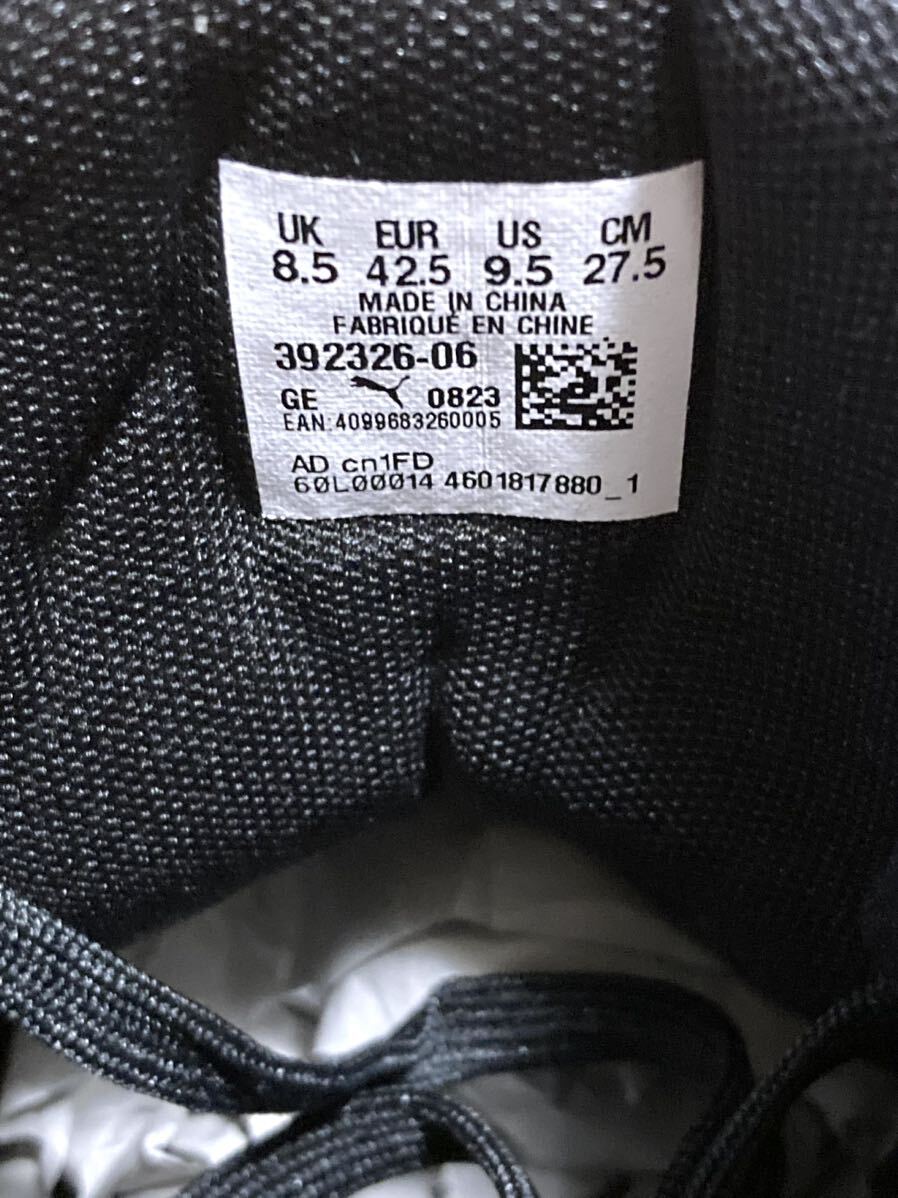 UK EUR US CM
8.5 42.5 9.5 27.5
MADE IN CHINA
FABRIQUÉ EN CHINE
392326-06
GE 0823
EAN:4099683260005
AD cn1FD
60L00014 4601817880_1